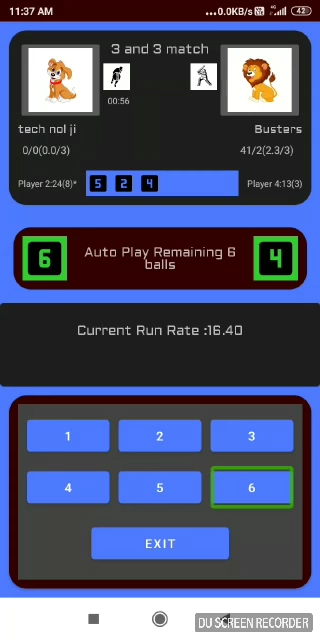 11:37 AM
...0.0KB/s 4G 42
3 and 3 match
00:56
tech nol ji
Busters
0/0(0.0/3)
41/2(2.3/3)
Player 2:24(8)*
5 2 4
Player 4:13(3)
6
Auto Play Remaining 6
balls
4
Current Run Rate :16.40
1 2 3
4 5 6
EXIT
DU SCREEN RECORDER